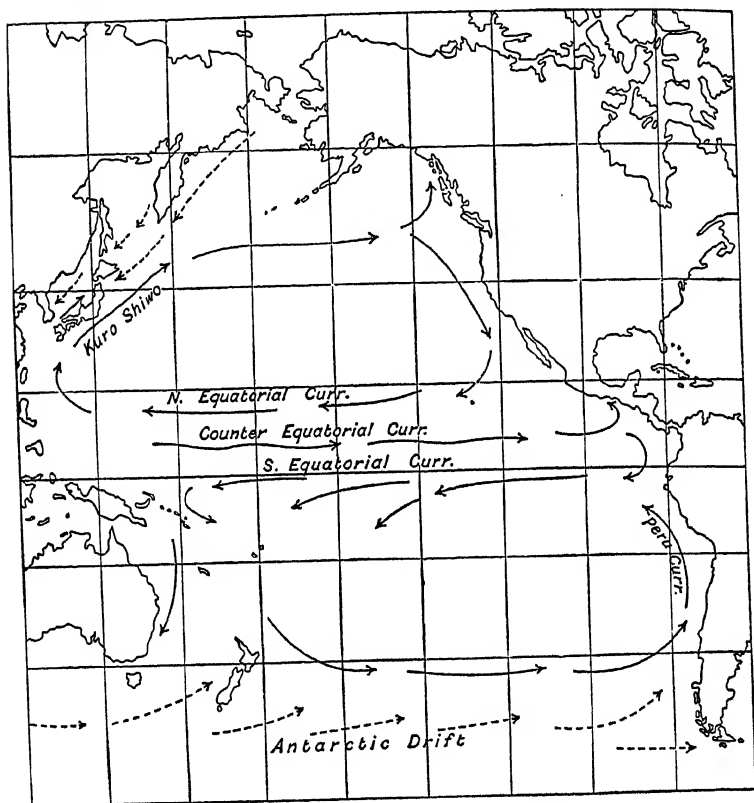 Kuro Shiwo
N. Equatorial Curr.
Counter Equatorial Curr.
S. Equatorial Curr.
Peru Curr.
Antarctic Drift